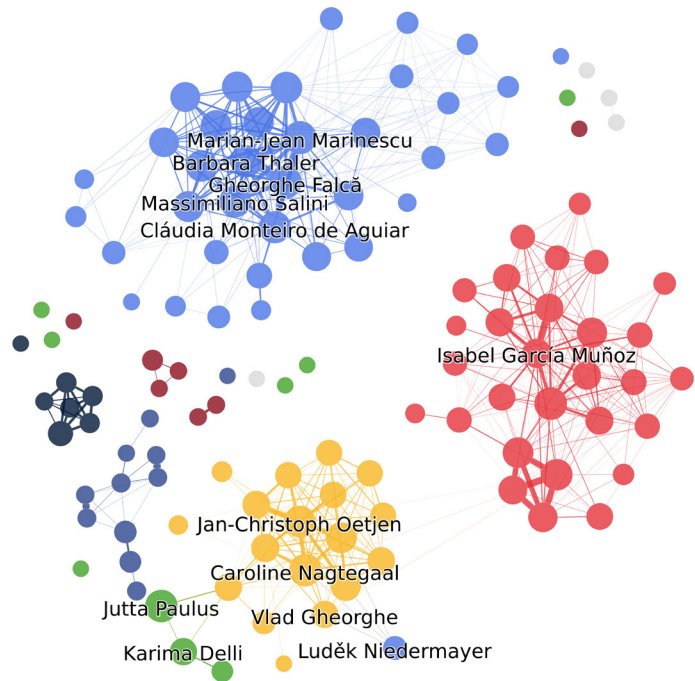 Marian-Jean Marinescu
Barbara Thaler
Gheorghe Falcă
Massimiliano Salini
Cláudia Monteiro de Aguiar
Isabel García Muñoz
Jan-Christoph Oetjen
Caroline Nagtegaal
Jutta Paulus
Vlad Gheorghe
Karima Delli
Luděk Niedermayer